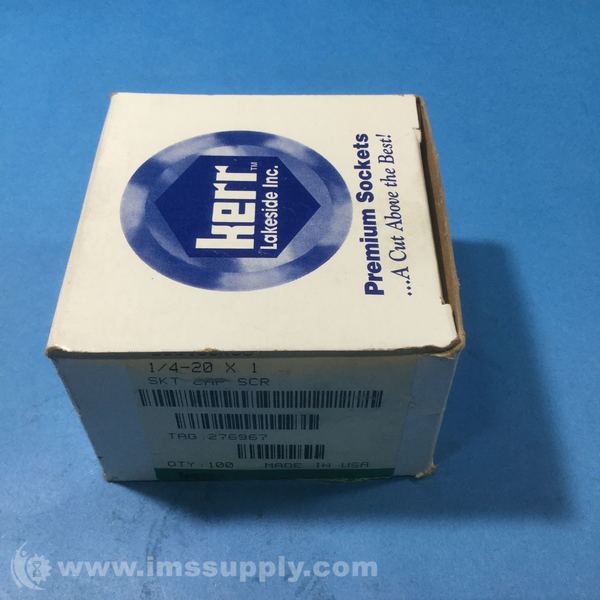 kerr™
Lakeside Inc.
Premium Sockets
...A Cut Above the Best!
1/4-20 X 1
SKT CAP SCR
TAG 276967
QTY 100 MADE IN USA
www.imssupply.com